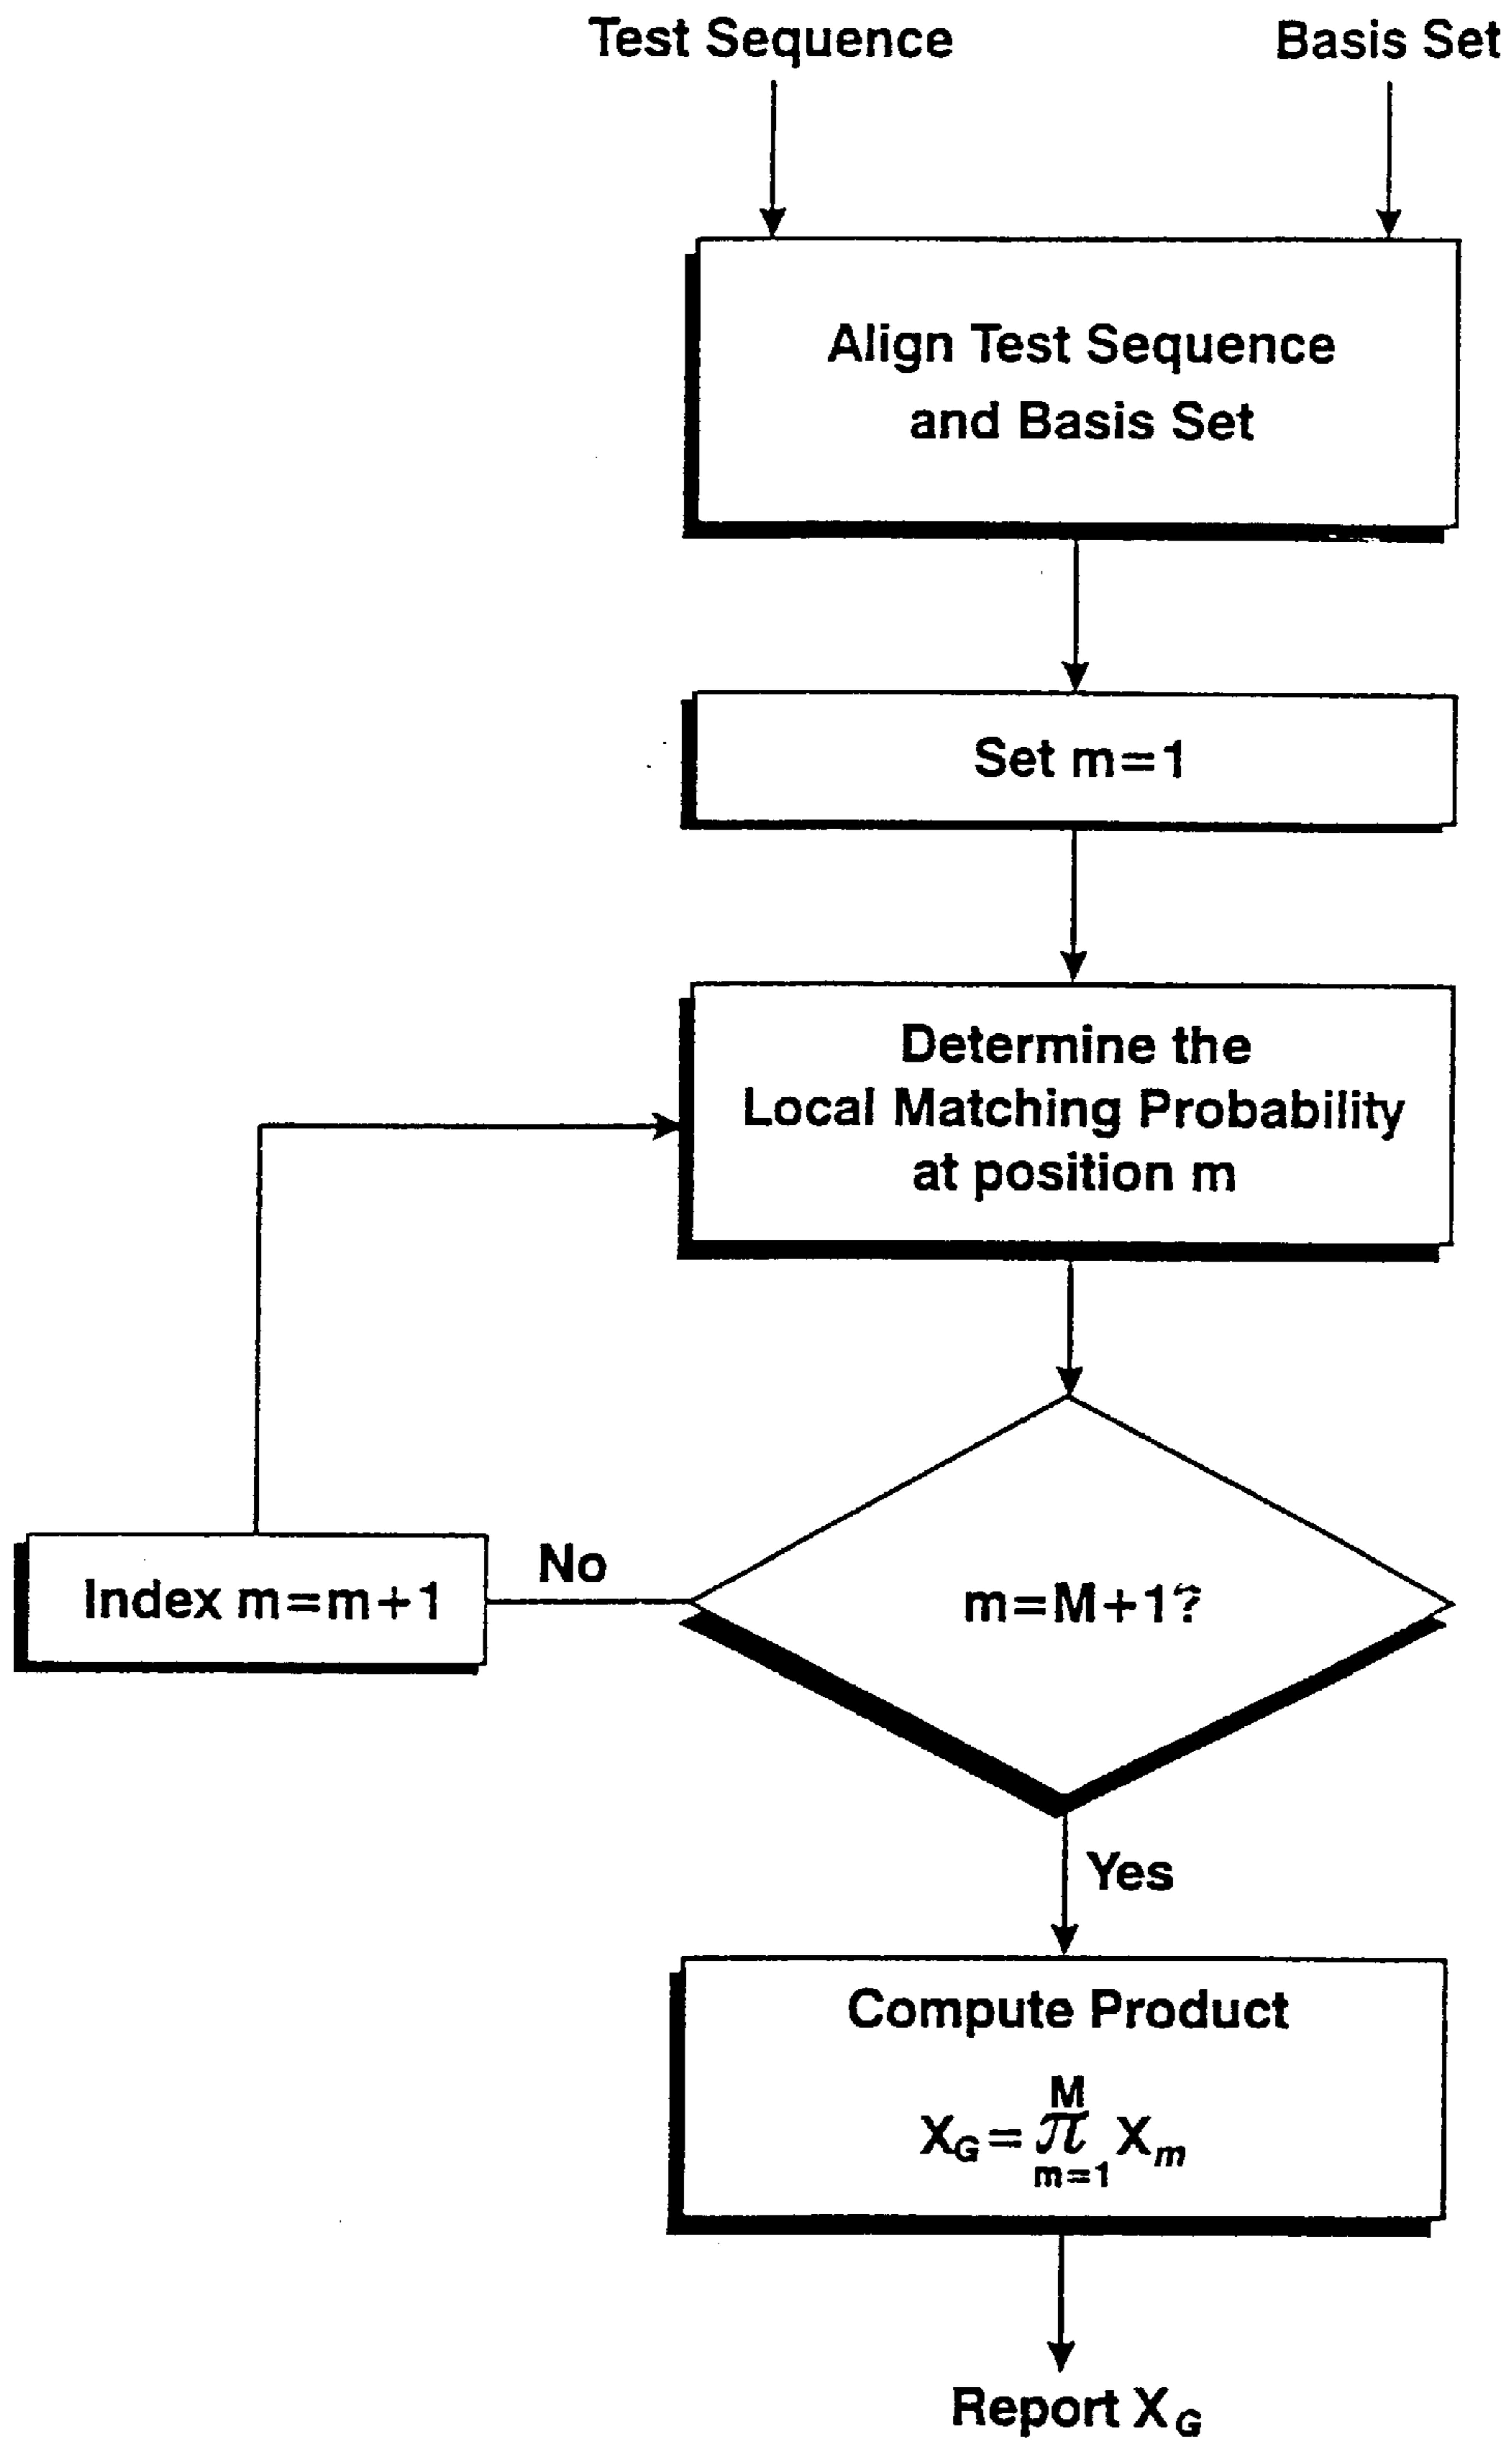 Test Sequence
Basis Set
Align Test Sequence
and Basis Set
Set m=1
Determine the
Local Matching Probability
at position m
No
Index m=m+1
m=M+1?
Yes
Compute Product
M
X_G=π X_m
m=1
Report X_G